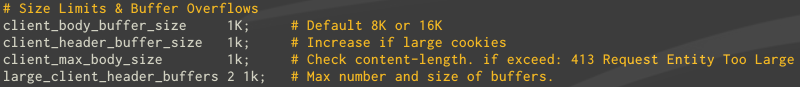 # Size Limits & Buffer Overflows
client_body_buffer_size 1K; # Default 8K or 16K
client_header_buffer_size 1k; # Increase if large cookies
client_max_body_size 1k; # Check content-length. if exceed: 413 Request Entity Too Large
large_client_header_buffers 2 1k; # Max number and size of buffers.